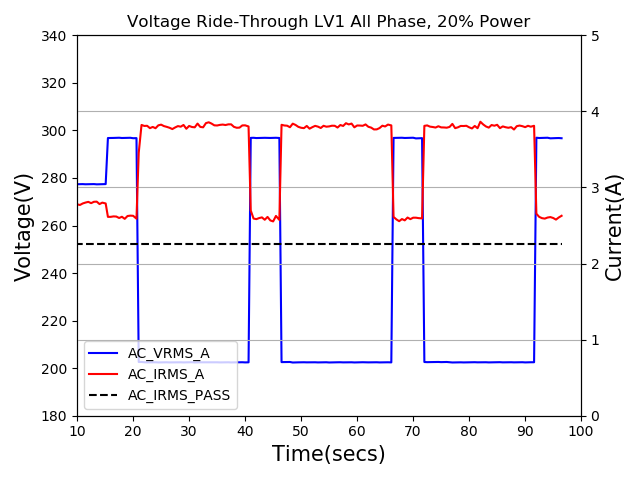 Voltage Ride-Through LV1 All Phase, 20% Power
340
320
300
280
260
240
220
200
180
Voltage(V)
5
4
3
2
1
0
Current(A)
AC_VRMS_A
AC_IRMS_A
AC_IRMS_PASS
10 20 30 40 50 60 70 80 90 100
Time(secs)